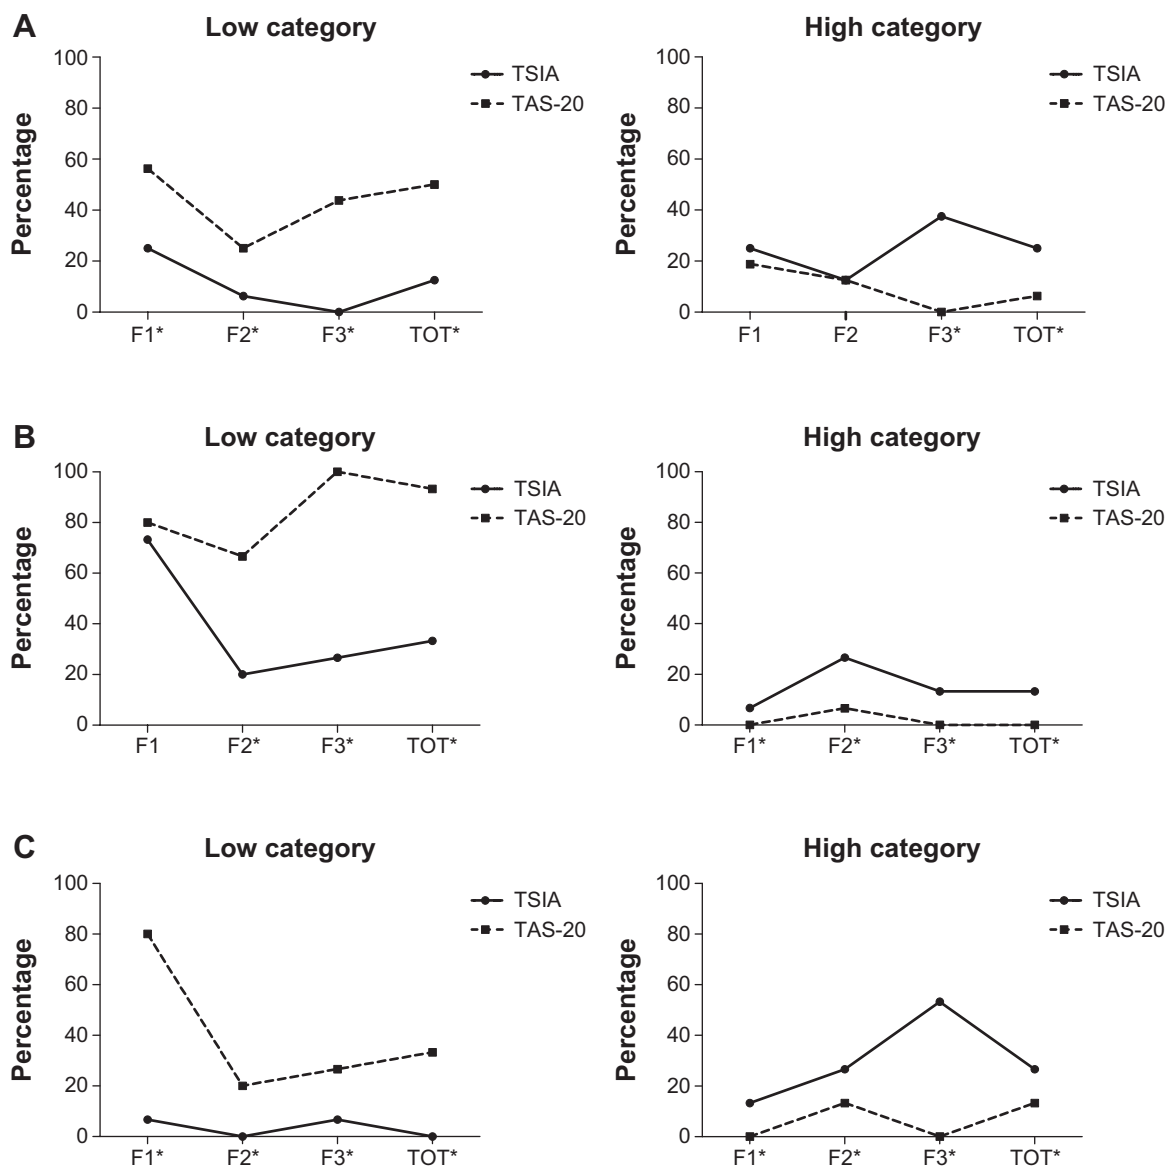 A
Low category
100
80
60
40
20
0
Percentage
F1* F2* F3* TOT*
TSIA
TAS-20
High category
100
80
60
40
20
0
Percentage
F1 F2 F3* TOT*
TSIA
TAS-20
B
Low category
100
80
60
40
20
0
Percentage
F1 F2* F3* TOT*
TSIA
TAS-20
High category
100
80
60
40
20
0
Percentage
F1* F2* F3* TOT*
TSIA
TAS-20
C
Low category
100
80
60
40
20
0
Percentage
F1* F2* F3* TOT*
TSIA
TAS-20
High category
100
80
60
40
20
0
Percentage
F1* F2* F3* TOT*
TSIA
TAS-20